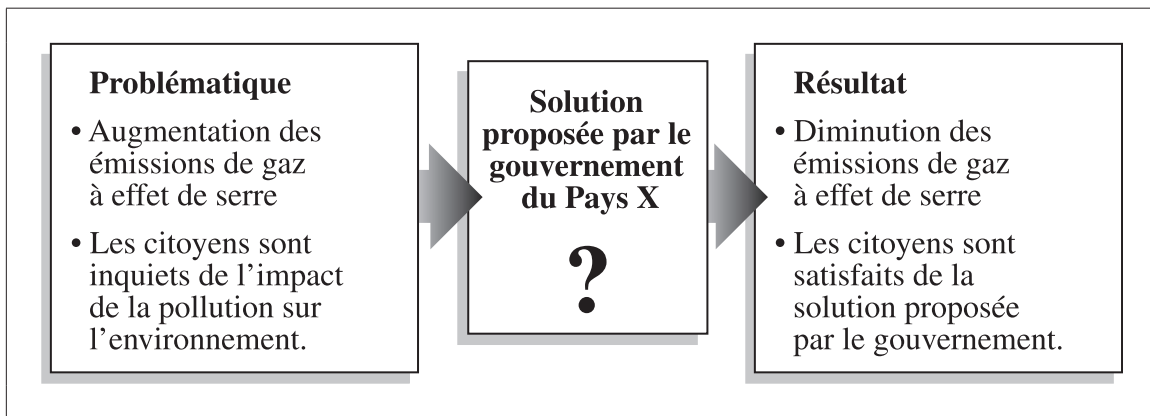 Problématique
• Augmentation des
émissions de gaz
à effet de serre
• Les citoyens sont
inquiets de l’impact
de la pollution sur
l’environnement.
Solution
proposée par le
gouvernement
du Pays X
?
Résultat
• Diminution des
émissions de gaz
à effet de serre
• Les citoyens sont
satisfaits de la
solution proposée
par le gouvernement.